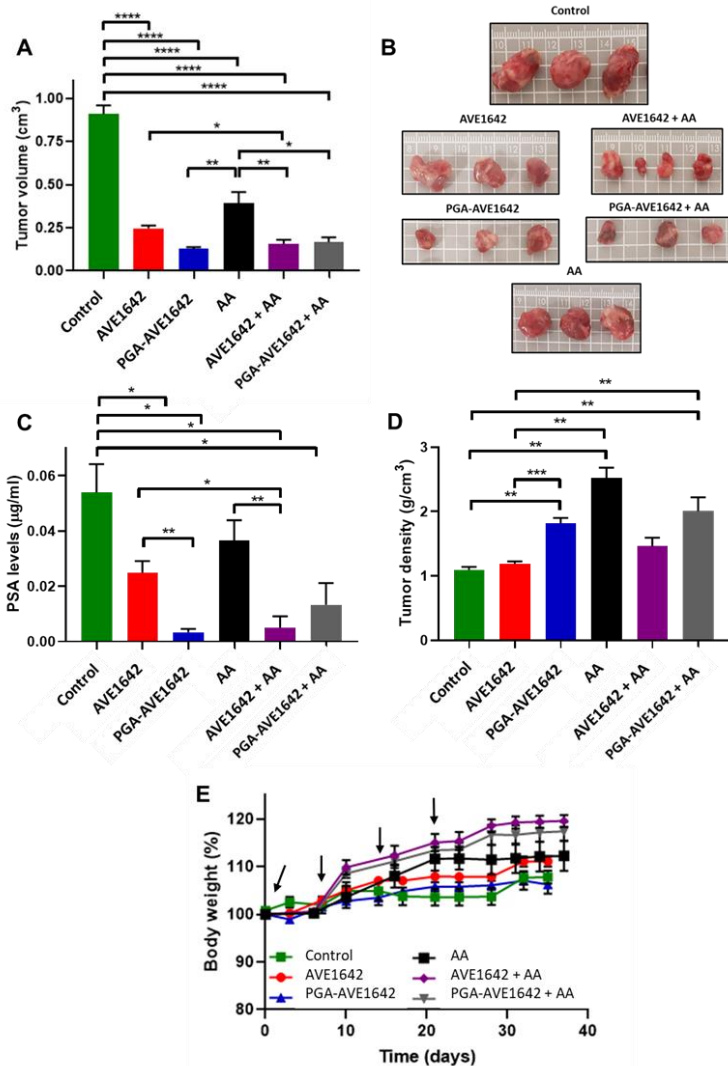 A
****
****
****
****
****
*
*
**
**
Tumor volume (cm³)
1.00
0.75
0.50
0.25
0.00
Control
AVE1642
PGA-AVE1642
AA
AVE1642 + AA
PGA-AVE1642 + AA
B
Control
10 11 12 13
AVE1642
AVE1642 + AA
PGA-AVE1642
PGA-AVE1642 + AA
AA
C
*
*
*
*
*
**
**
PSA levels (µg/ml)
0.06
0.04
0.02
0.00
Control
AVE1642
PGA-AVE1642
AA
AVE1642 + AA
PGA-AVE1642 + AA
D
**
**
**
**
***
**
Tumor density (g/cm³)
3
2
1
0
Control
AVE1642
PGA-AVE1642
AA
AVE1642 + AA
PGA-AVE1642 + AA
E
Body weight (%)
120
110
100
90
80
Control
AVE1642
PGA-AVE1642
AA
AVE1642 + AA
PGA-AVE1642 + AA
0 10 20 30 40
Time (days)